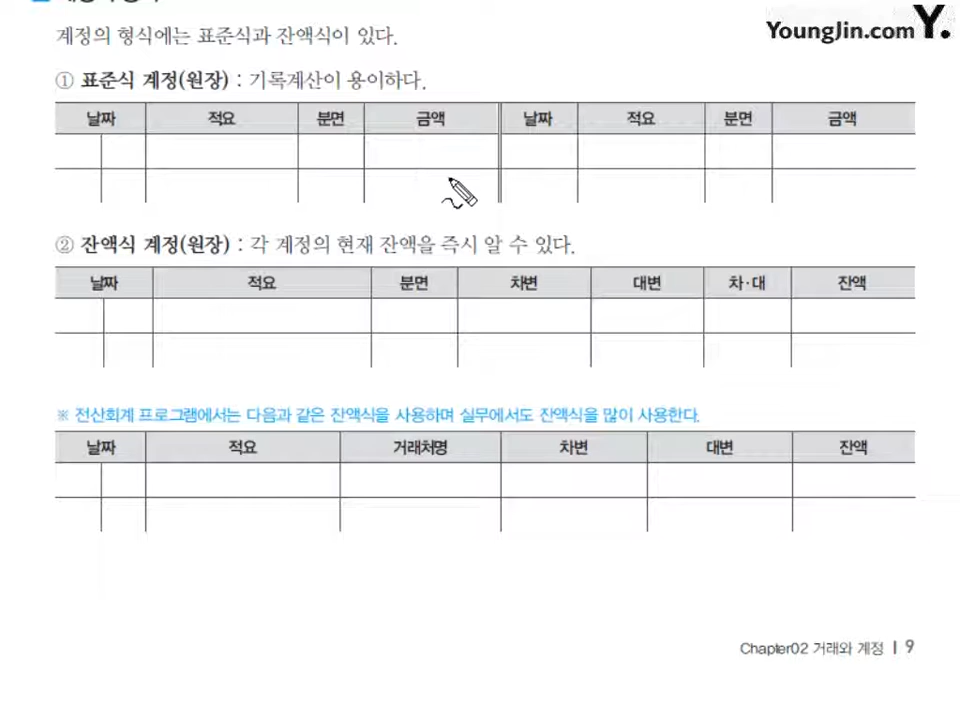 계정의 형식에는 표준식과 잔액식이 있다.
YoungJin.com Y.
① 표준식 계정(원장) : 기록계산이 용이하다.
날짜 적요 분면 금액 날짜 적요 분면 금액
② 잔액식 계정(원장) : 각 계정의 현재 잔액을 즉시 알 수 있다.
날짜 적요 분면 차변 대변 차·대 잔액
※ 전산회계 프로그램에서는 다음과 같은 잔액식을 사용하며 실무에서도 잔액식을 많이 사용한다.
날짜 적요 거래처명 차변 대변 잔액
Chapter02 거래와 계정 | 9